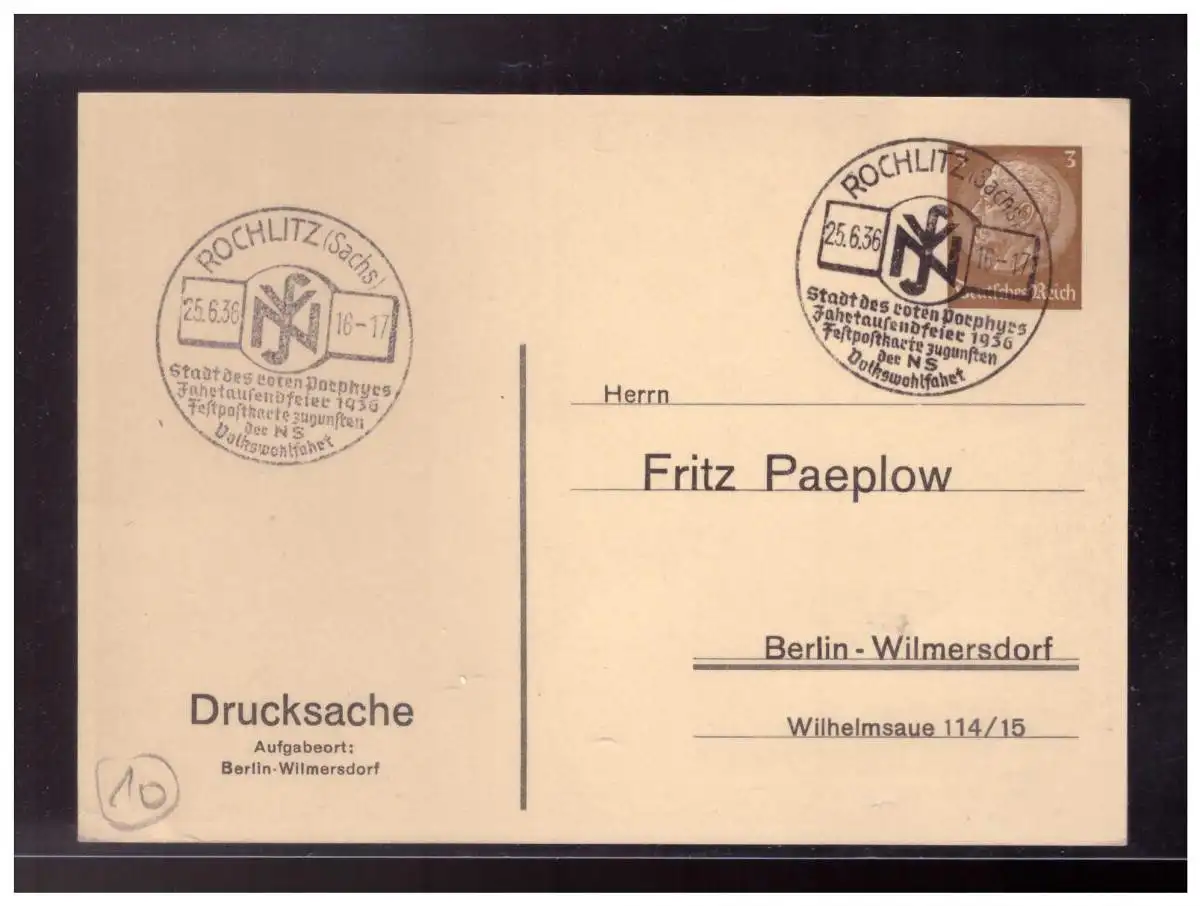 ROCHLITZ (Sachs)
25.6.36 16-17
Stadt des roten Porphyrs
Jahrtausendfeier 1936
Festpostkarte zugunsten
der NS
Volkswohlfahrt
3
ROCHLITZ (Sachs)
25.6.36 16-17
Deutsches Reich
Stadt des roten Porphyrs
Jahrtausendfeier 1936
Festpostkarte zugunsten
der NS
Volkswohlfahrt
Herrn
Fritz Paeplow
Berlin-Wilmersdorf
Wilhelmsaue 114/15
Drucksache
Aufgabeort:
Berlin-Wilmersdorf
10